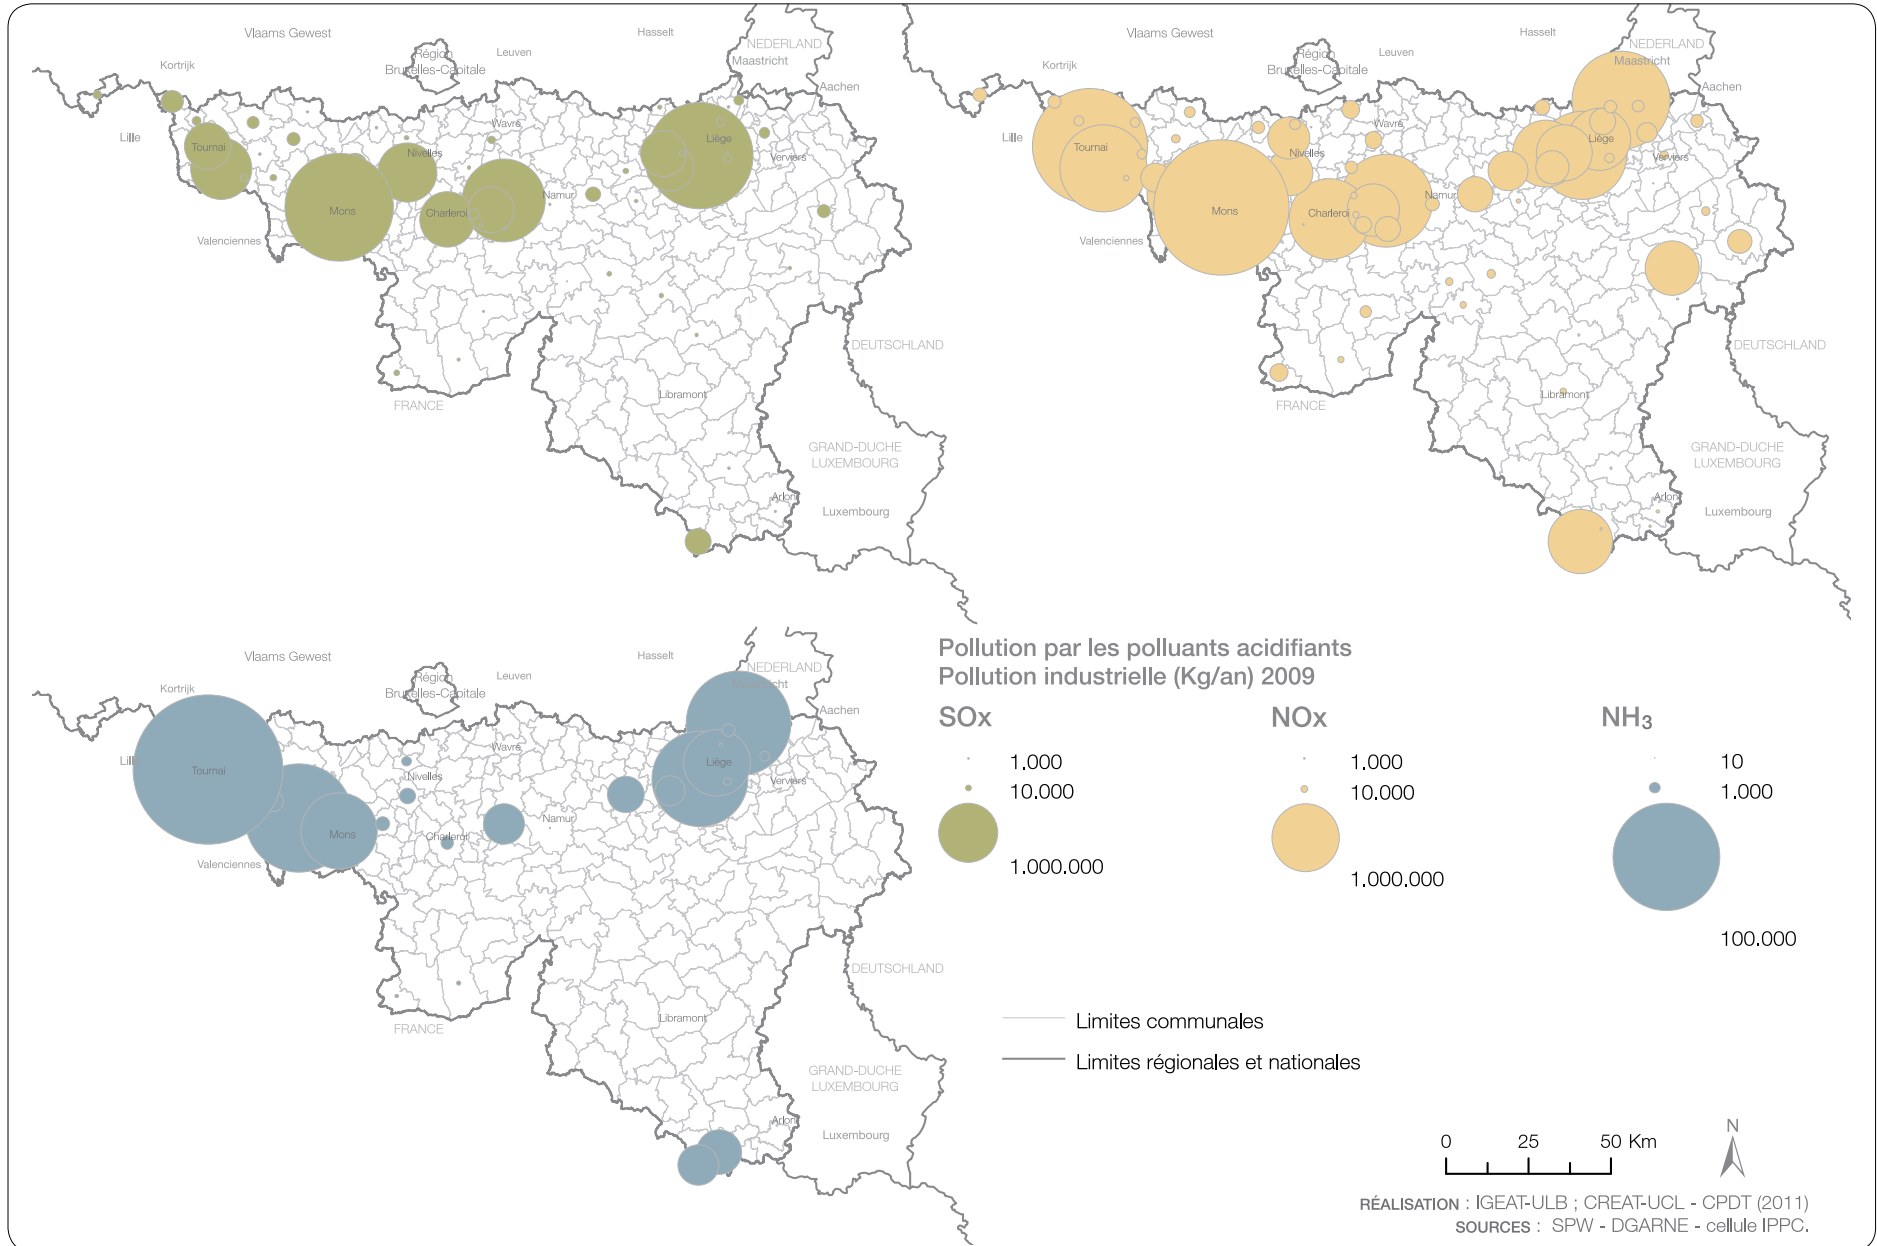 Vlaams Gewest
Hasselt
Région
Bruxelles-Capitale
Leuven
NEDERLAND
Maastricht
Kortrijk
Aachen
Lille
Tournai
Wavre
Nivelles
Liège
Verviers
Mons
Charleroi
Namur
Valenciennes
DEUTSCHLAND
Libramont
FRANCE
GRAND-DUCHE
LUXEMBOURG
Arlon
Luxembourg
Vlaams Gewest
Hasselt
Région
Bruxelles-Capitale
Leuven
NEDERLAND
Maastricht
Kortrijk
Aachen
Lille
Tournai
Wavre
Nivelles
Liège
Verviers
Mons
Charleroi
Namur
Valenciennes
DEUTSCHLAND
Libramont
FRANCE
GRAND-DUCHE
LUXEMBOURG
Arlon
Luxembourg
Vlaams Gewest
Hasselt
Région
Bruxelles-Capitale
Leuven
NEDERLAND
Maastricht
Kortrijk
Aachen
Lille
Tournai
Wavre
Nivelles
Liège
Verviers
Mons
Charleroi
Namur
Valenciennes
DEUTSCHLAND
Libramont
FRANCE
GRAND-DUCHE
LUXEMBOURG
Arlon
Luxembourg
Pollution par les polluants acidifiants
Pollution industrielle (Kg/an) 2009
SOx
1.000
10.000
1.000.000
NOx
1.000
10.000
1.000.000
NH₃
10
1.000
100.000
Limites communales
Limites régionales et nationales
0 25 50 Km
N
RÉALISATION : IGEAT-ULB ; CREAT-UCL - CPDT (2011)
SOURCES : SPW - DGARNE - cellule IPPC.